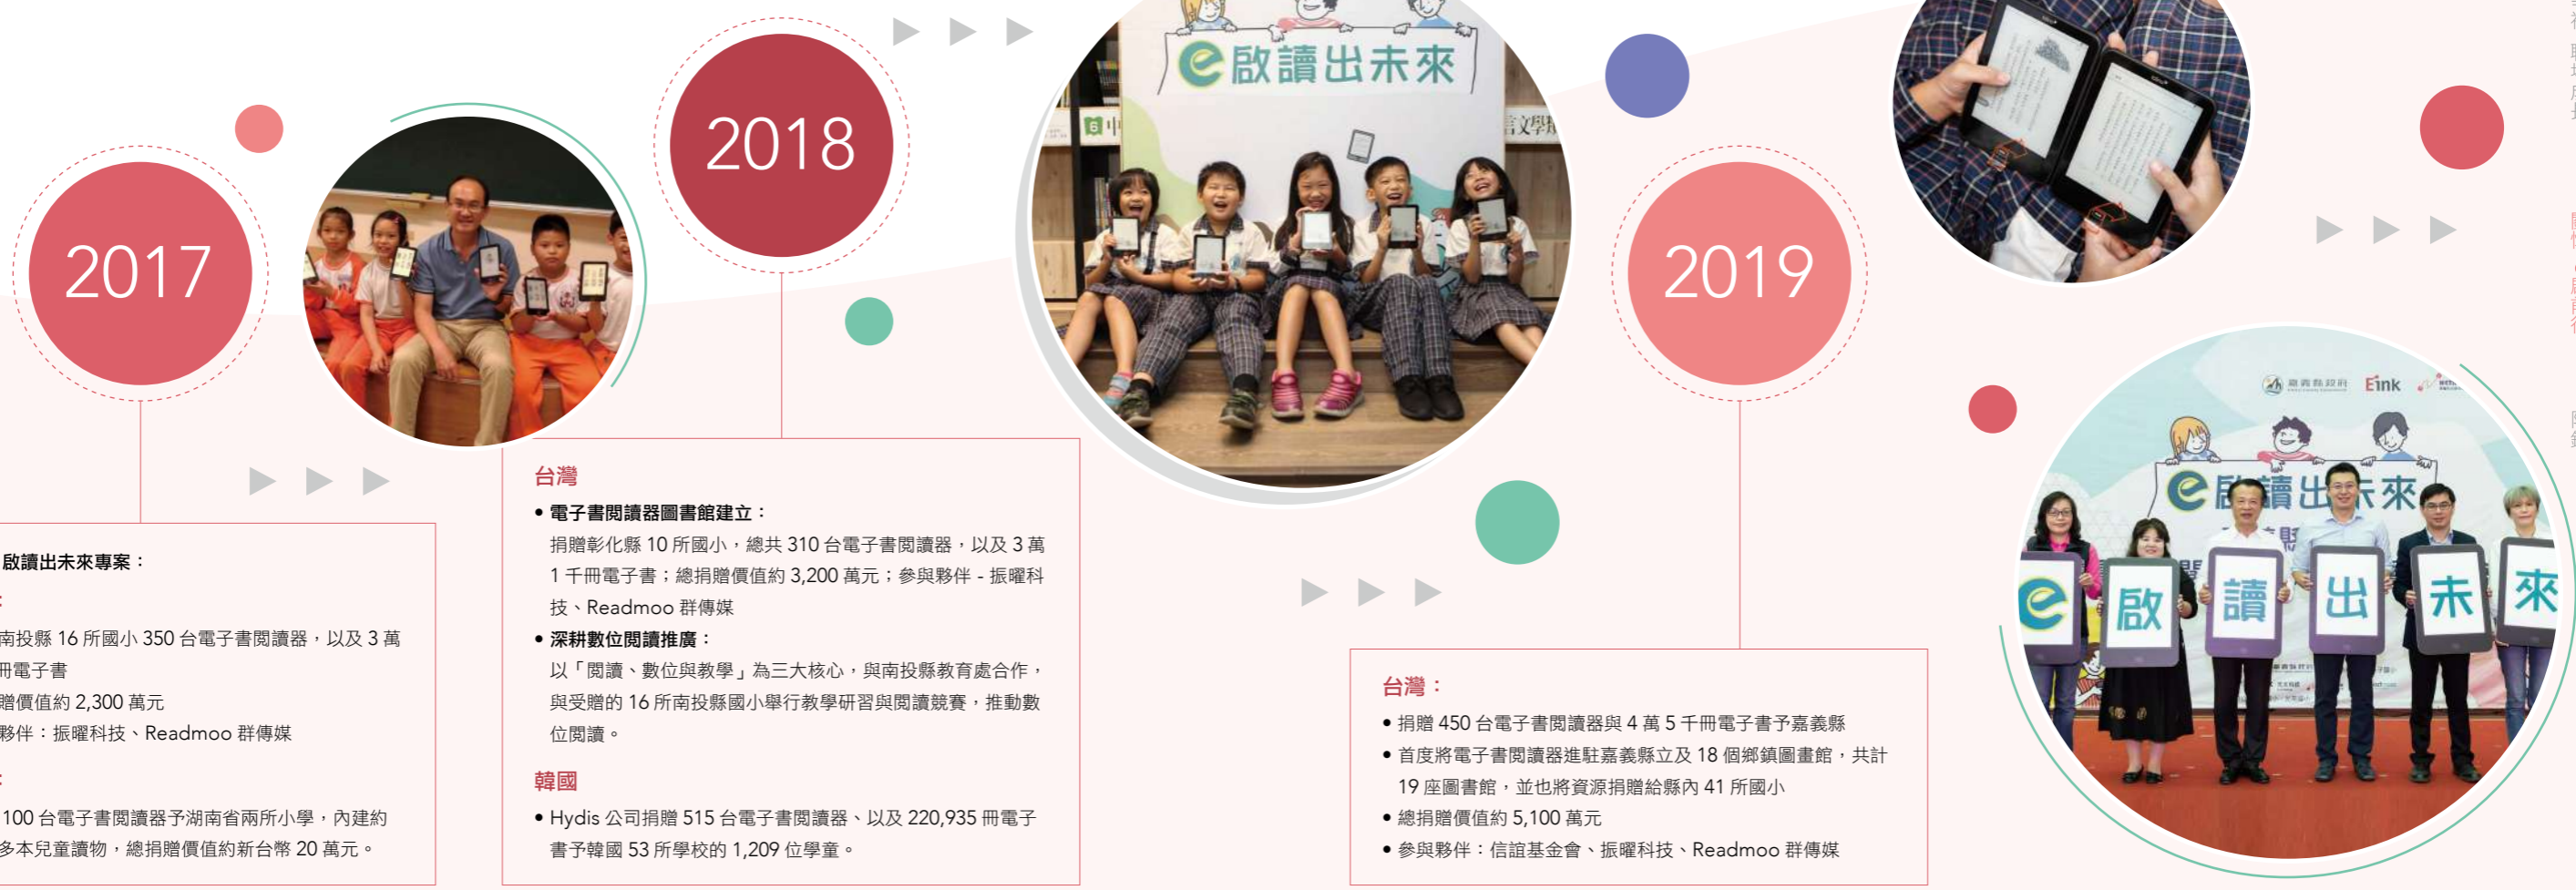 2017
啟讀出未來專案：
南投縣 16 所國小 350 台電子書閱讀器，以及 3 萬
冊電子書
贈價值約 2,300 萬元
夥伴：振曜科技、Readmoo 群傳媒
100 台電子書閱讀器予湖南省兩所小學，內建約
多本兒童讀物，總捐贈價值約新台幣 20 萬元。
2018
台灣
• 電子書閱讀器圖書館建立：
捐贈彰化縣 10 所國小，總共 310 台電子書閱讀器，以及 3 萬
1 千冊電子書；總捐贈價值約 3,200 萬元；參與夥伴 - 振曜科
技、Readmoo 群傳媒
• 深耕數位閱讀推廣：
以「閱讀、數位與教學」為三大核心，與南投縣教育處合作，
與受贈的 16 所南投縣國小舉行教學研習與閱讀競賽，推動數
位閱讀。
韓國
• Hydis 公司捐贈 515 台電子書閱讀器、以及 220,935 冊電子
書予韓國 53 所學校的 1,209 位學童。
e啟讀出未來
2019
台灣：
• 捐贈 450 台電子書閱讀器與 4 萬 5 千冊電子書予嘉義縣
• 首度將電子書閱讀器進駐嘉義縣立及 18 個鄉鎮圖書館，共計
19 座圖書館，並也將資源捐贈給縣內 41 所國小
• 總捐贈價值約 5,100 萬元
• 參與夥伴：信誼基金會、振曜科技、Readmoo 群傳媒
嘉義縣政府 Eink
e啟讀出未來
e 啟 讀 出 未 來